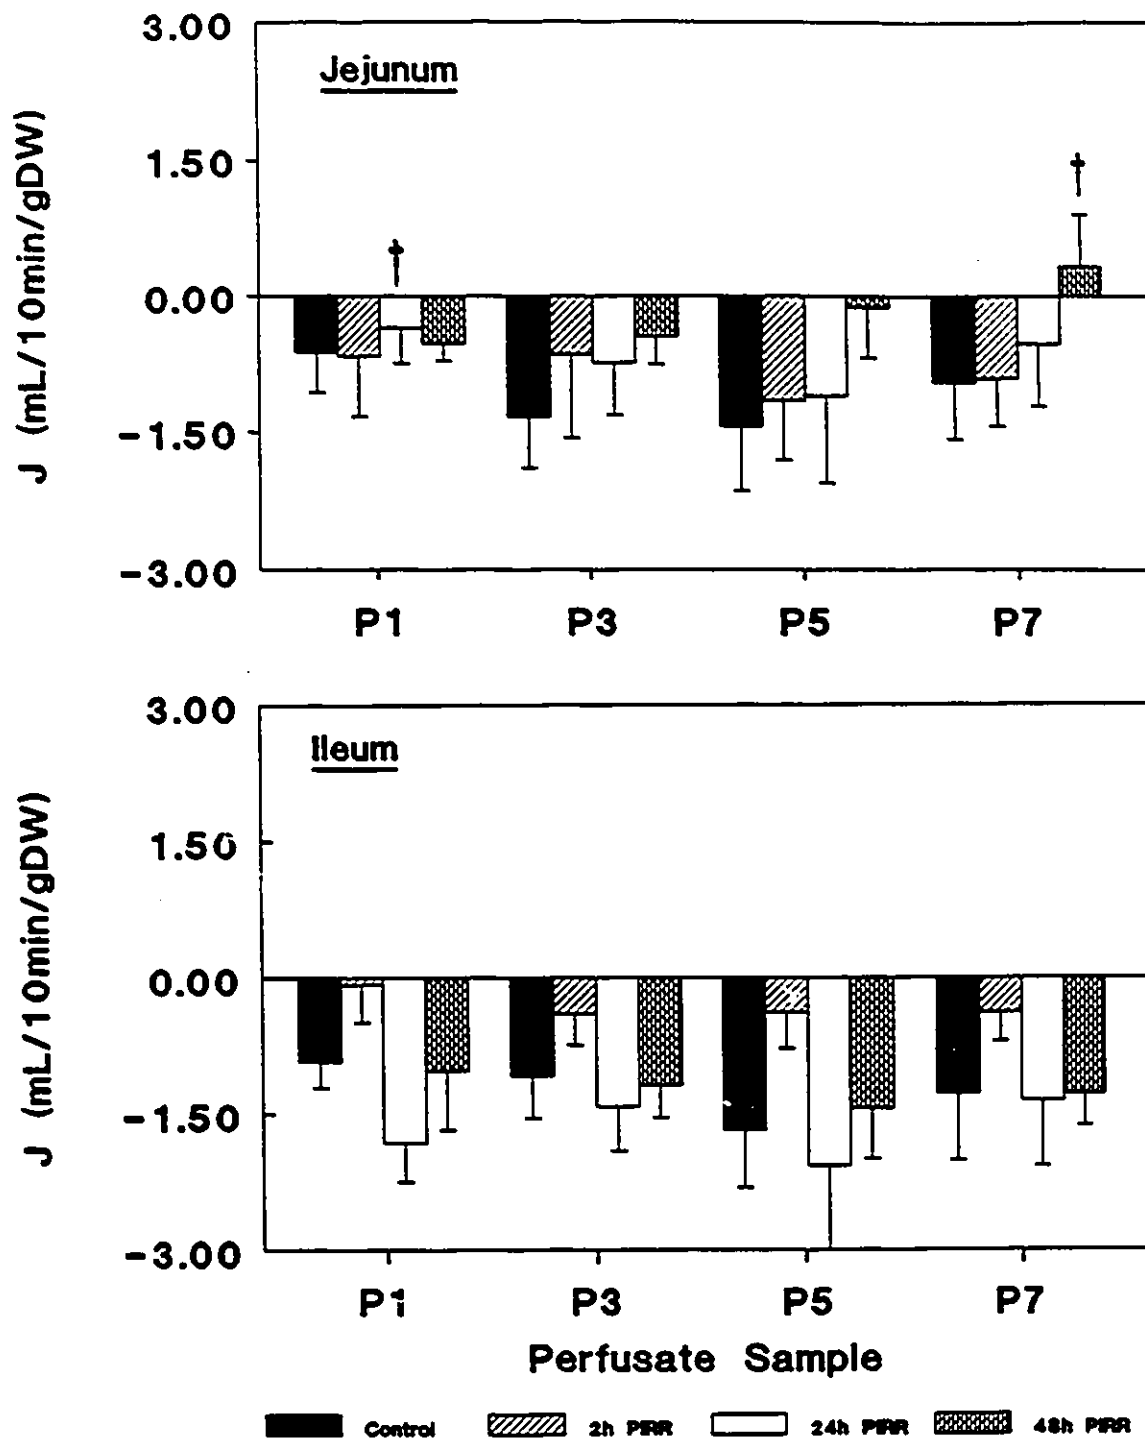 3.00
Jejunum
1.50
†
†
0.00
-1.50
-3.00
J (mL/10min/gDW)
P1 P3 P5 P7
3.00
Ileum
1.50
0.00
-1.50
-3.00
J (mL/10min/gDW)
P1 P3 P5 P7
Perfusate Sample
Control 2h PIRR 24h PIRR 48h PIRR